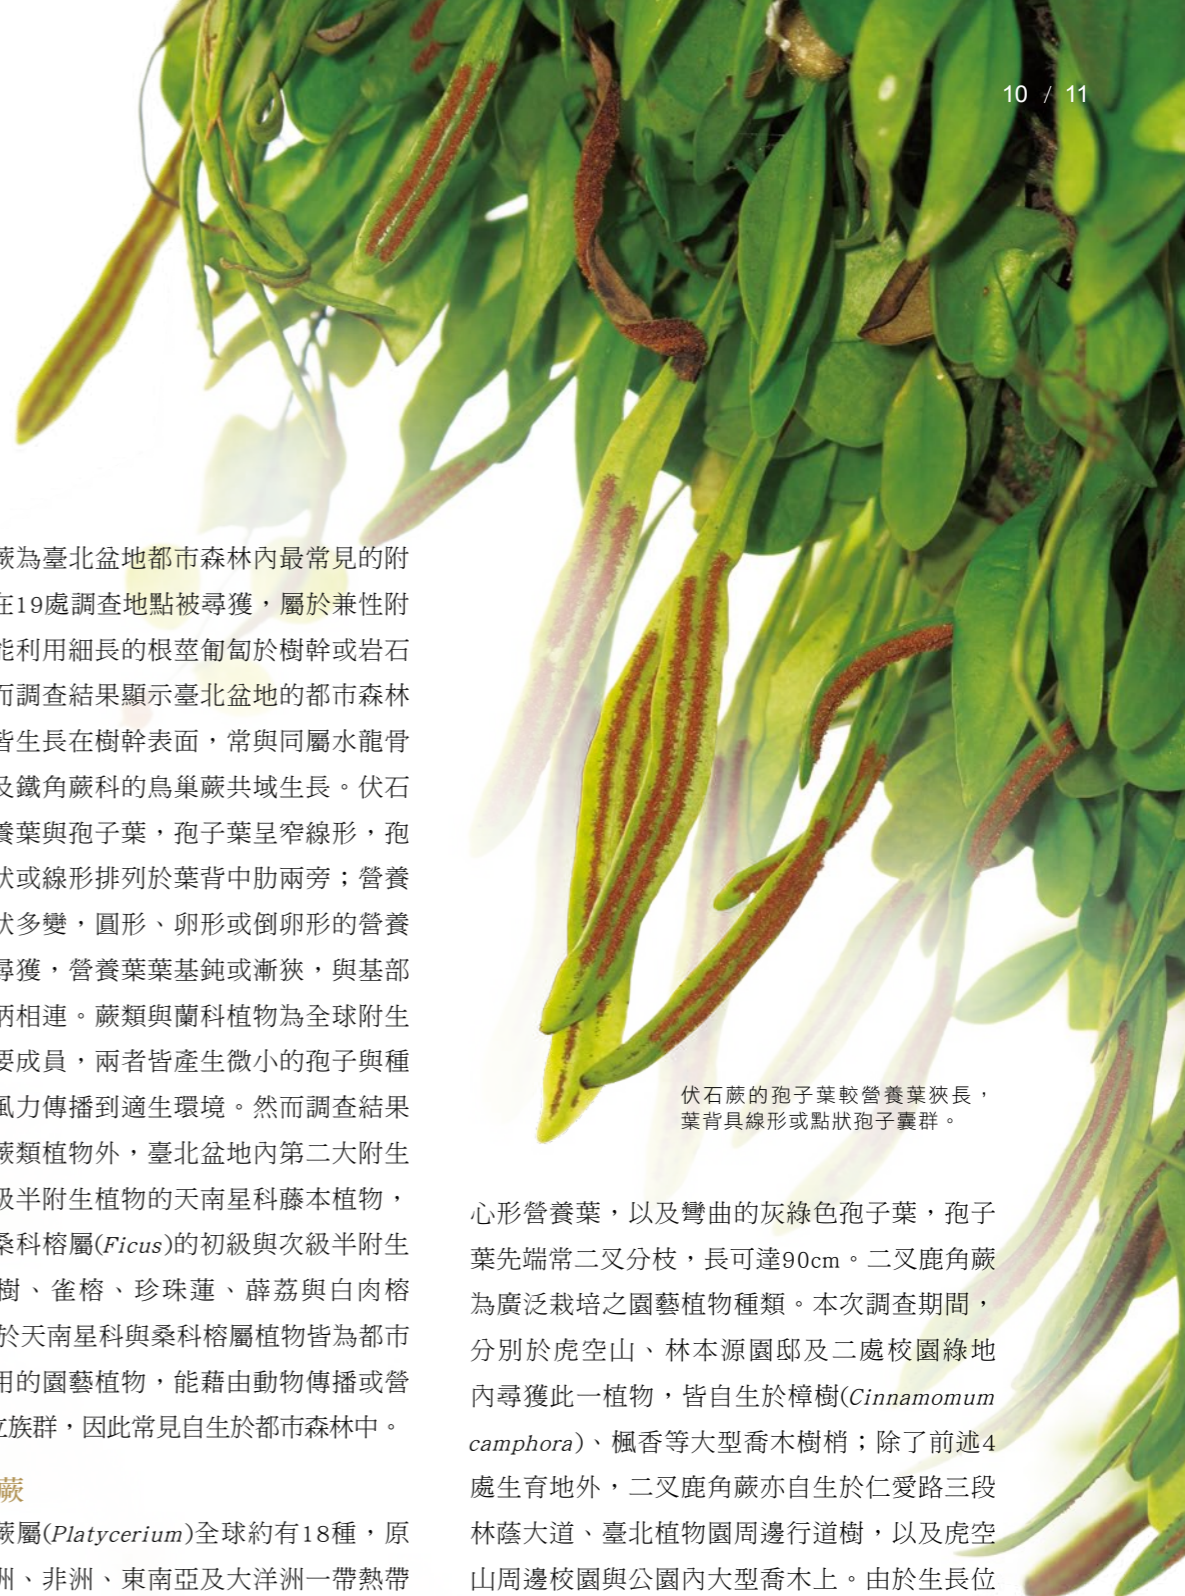 10 / 11
蕨為臺北盆地都市森林內最常見的附
在19處調查地點被尋獲，屬於兼性附
能利用細長的根莖匍匐於樹幹或岩石
而調查結果顯示臺北盆地的都市森林
皆生長在樹幹表面，常與同屬水龍骨
及鐵角蕨科的鳥巢蕨共域生長。伏石
養葉與孢子葉，孢子葉呈窄線形，孢
狀或線形排列於葉背中肋兩旁；營養
狀多變，圓形、卵形或倒卵形的營養
尋獲，營養葉葉基鈍或漸狹，與基部
柄相連。蕨類與蘭科植物為全球附生
要成員，兩者皆產生微小的孢子與種
風力傳播到適生環境。然而調查結果
蕨類植物外，臺北盆地內第二大附生
級半附生植物的天南星科藤本植物，
桑科榕屬(Ficus)的初級與次級半附生
樹、雀榕、珍珠蓮、薜荔與白肉榕
於天南星科與桑科榕屬植物皆為都市
用的園藝植物，能藉由動物傳播或營
立族群，因此常見自生於都市森林中。
蕨
蕨屬(Platycerium)全球約有18種，原
洲、非洲、東南亞及大洋洲一帶熱帶
伏石蕨的孢子葉較營養葉狹長，
葉背具線形或點狀孢子囊群。
心形營養葉，以及彎曲的灰綠色孢子葉，孢子
葉先端常二叉分枝，長可達90cm。二叉鹿角蕨
為廣泛栽培之園藝植物種類。本次調查期間，
分別於虎空山、林本源園邸及二處校園綠地
內尋獲此一植物，皆自生於樟樹(Cinnamomum
camphora)、楓香等大型喬木樹梢；除了前述4
處生育地外，二叉鹿角蕨亦自生於仁愛路三段
林蔭大道、臺北植物園周邊行道樹，以及虎空
山周邊校園與公園內大型喬木上。由於生長位